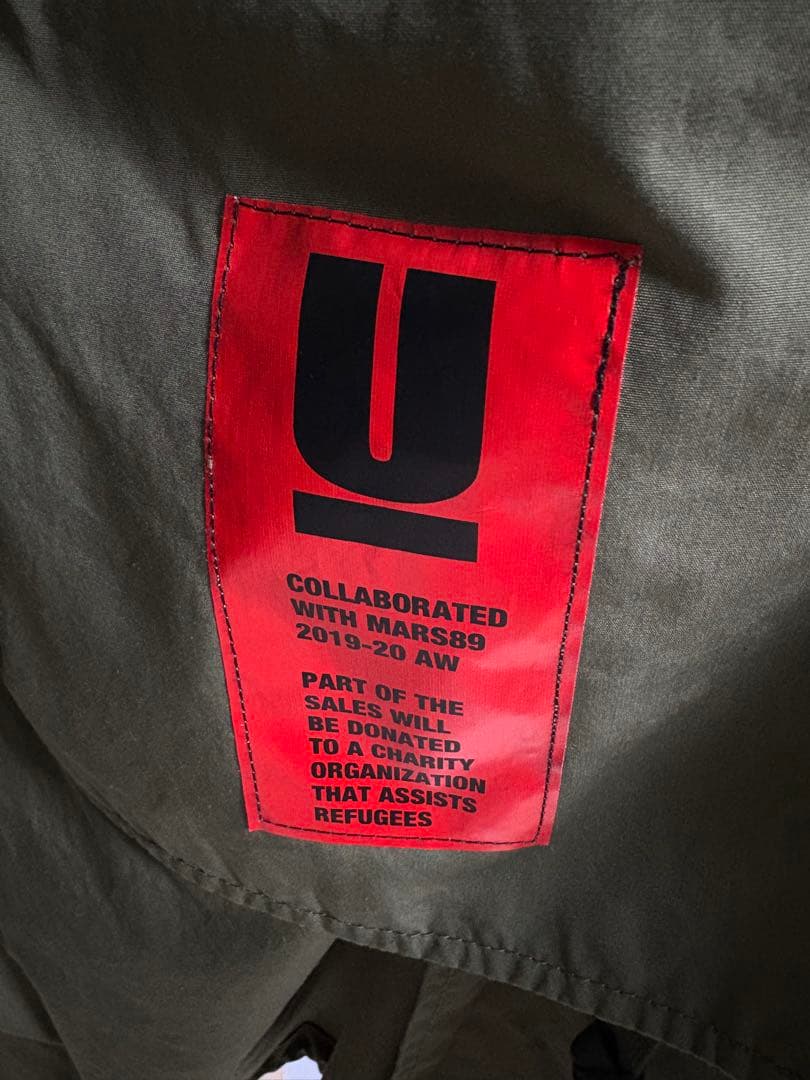 U
COLLABORATED
WITH MARS89
2019-20 AW
PART OF THE
SALES WILL
BE DONATED
TO A CHARITY
ORGANIZATION
THAT ASSISTS
REFUGEES